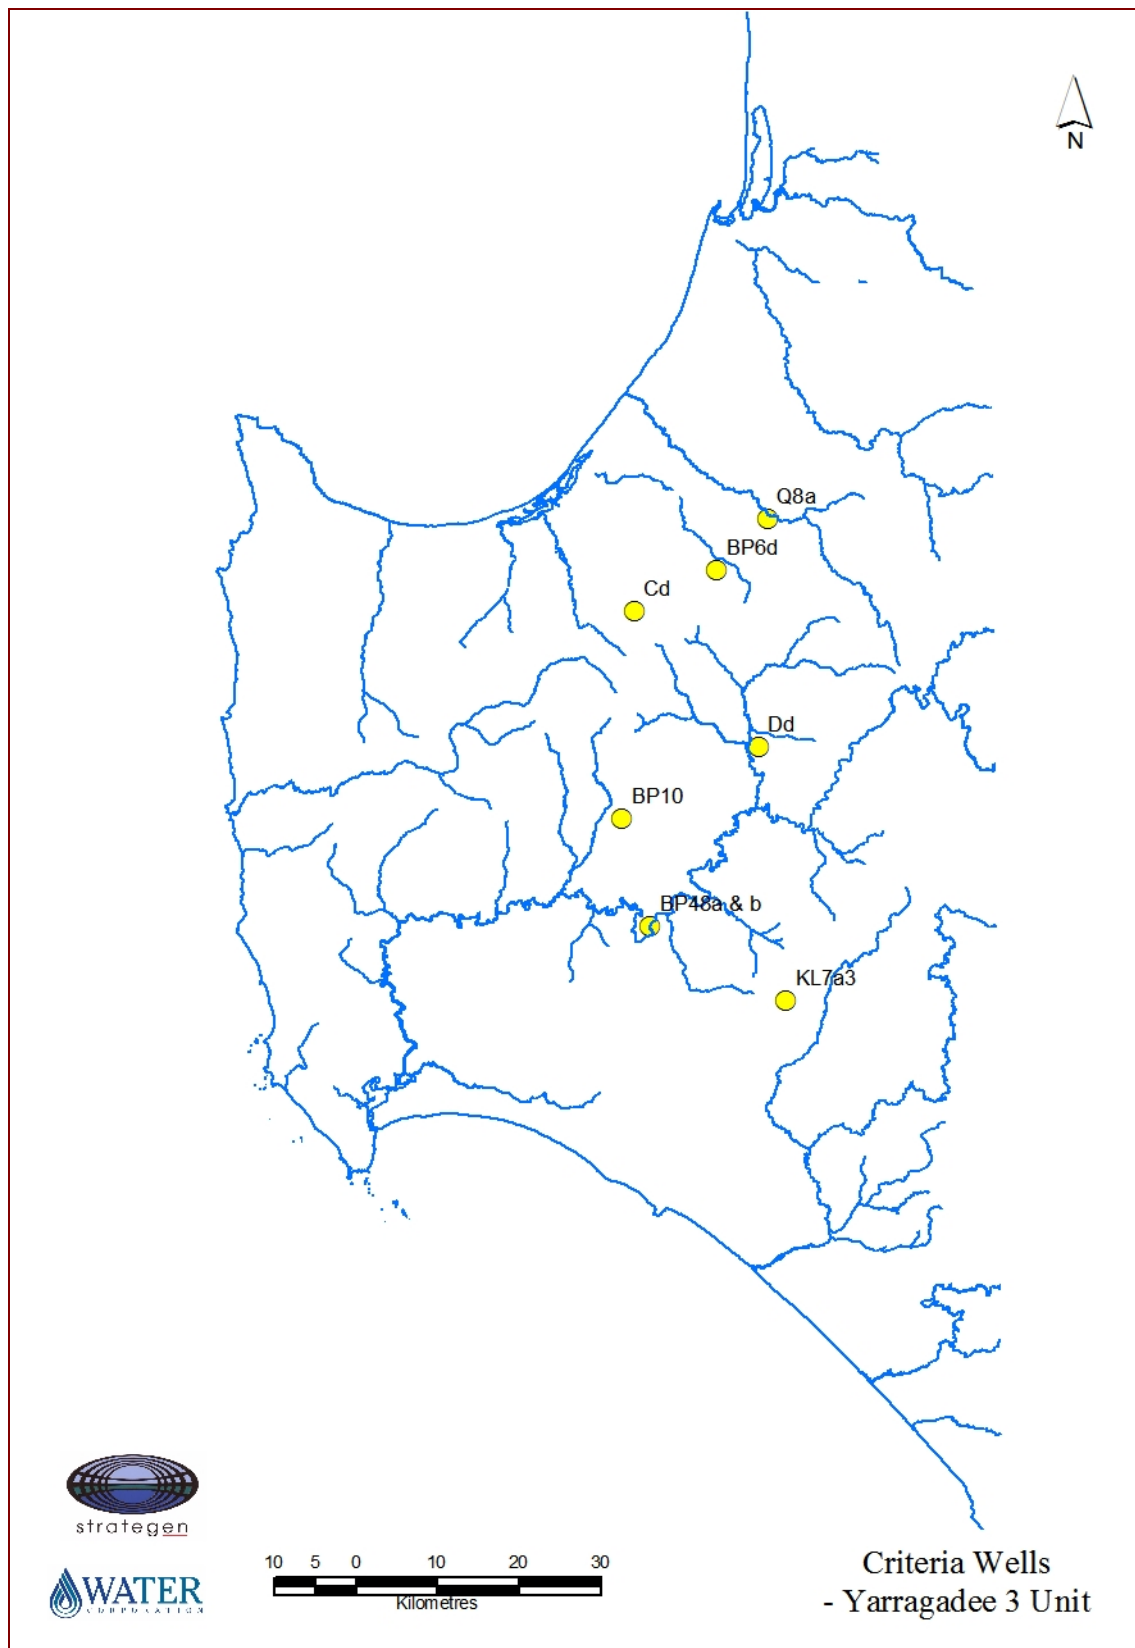 N
Q8a
BP6d
Cd
Dd
BP10
BP48a & b
KL7a3
strategen
WATER
CORPORATION
10 5 0 10 20 30
Kilometres
Criteria Wells
- Yarragadee 3 Unit